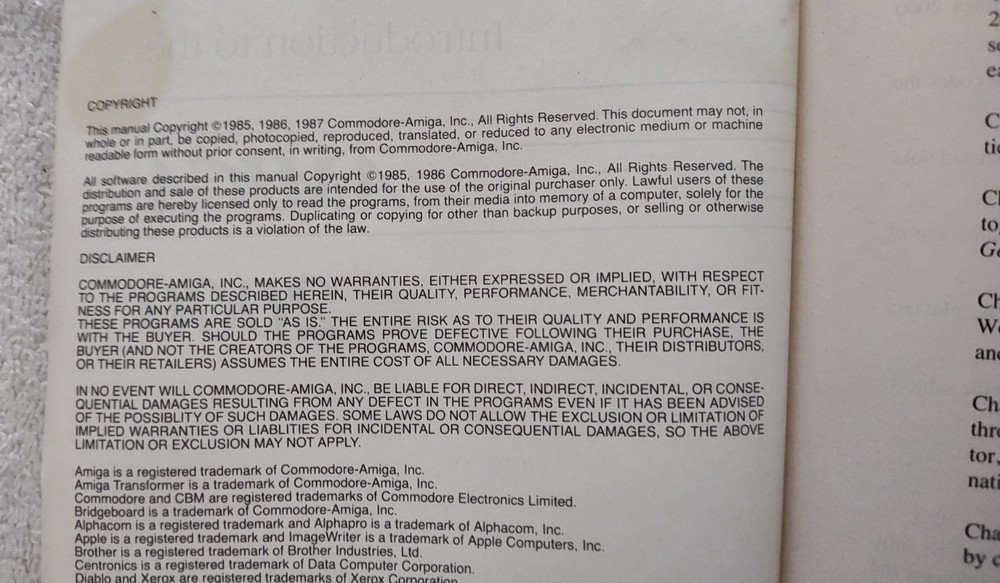 COPYRIGHT
This manual Copyright ©1985, 1986, 1987 Commodore-Amiga, Inc., All Rights Reserved. This document may not, in
whole or in part, be copied, photocopied, reproduced, translated, or reduced to any electronic medium or machine
readable form without prior consent, in writing, from Commodore-Amiga, Inc.
All software described in this manual Copyright ©1985, 1986 Commodore-Amiga, Inc., All Rights Reserved. The
distribution and sale of these products are intended for the use of the original purchaser only. Lawful users of these
programs are hereby licensed only to read the programs, from their media into memory of a computer, solely for the
purpose of executing the programs. Duplicating or copying for other than backup purposes, or selling or otherwise
distributing these products is a violation of the law.
DISCLAIMER
COMMODORE-AMIGA, INC., MAKES NO WARRANTIES, EITHER EXPRESSED OR IMPLIED, WITH RESPECT
TO THE PROGRAMS DESCRIBED HEREIN, THEIR QUALITY, PERFORMANCE, MERCHANTABILITY, OR FIT-
NESS FOR ANY PARTICULAR PURPOSE.
THESE PROGRAMS ARE SOLD "AS IS." THE ENTIRE RISK AS TO THEIR QUALITY AND PERFORMANCE IS
WITH THE BUYER. SHOULD THE PROGRAMS PROVE DEFECTIVE FOLLOWING THEIR PURCHASE, THE
BUYER (AND NOT THE CREATORS OF THE PROGRAMS, COMMODORE-AMIGA, INC., THEIR DISTRIBUTORS,
OR THEIR RETAILERS) ASSUMES THE ENTIRE COST OF ALL NECESSARY DAMAGES.
IN NO EVENT WILL COMMODORE-AMIGA, INC., BE LIABLE FOR DIRECT, INDIRECT, INCIDENTAL, OR CONSE-
QUENTIAL DAMAGES RESULTING FROM ANY DEFECT IN THE PROGRAMS EVEN IF IT HAS BEEN ADVISED
OF THE POSSIBLITY OF SUCH DAMAGES. SOME LAWS DO NOT ALLOW THE EXCLUSION OR LIMITATION OF
IMPLIED WARRANTIES OR LIABLITIES FOR INCIDENTAL OR CONSEQUENTIAL DAMAGES, SO THE ABOVE
LIMITATION OR EXCLUSION MAY NOT APPLY.
Amiga is a registered trademark of Commodore-Amiga, Inc.
Amiga Transformer is a trademark of Commodore-Amiga, Inc.
Commodore and CBM are registered trademarks of Commodore Electronics Limited.
Bridgeboard is a trademark of Commodore-Amiga, Inc.
Alphacom is a registered trademark and Alphapro is a trademark of Alphacom, Inc.
Apple is a registered trademark and ImageWriter is a trademark of Apple Computers, Inc.
Brother is a registered trademark of Brother Industries, Ltd.
Centronics is a trademark of Data Computer Corporation.
Diablo and Xerox are registered trademarks of Xerox Corporation